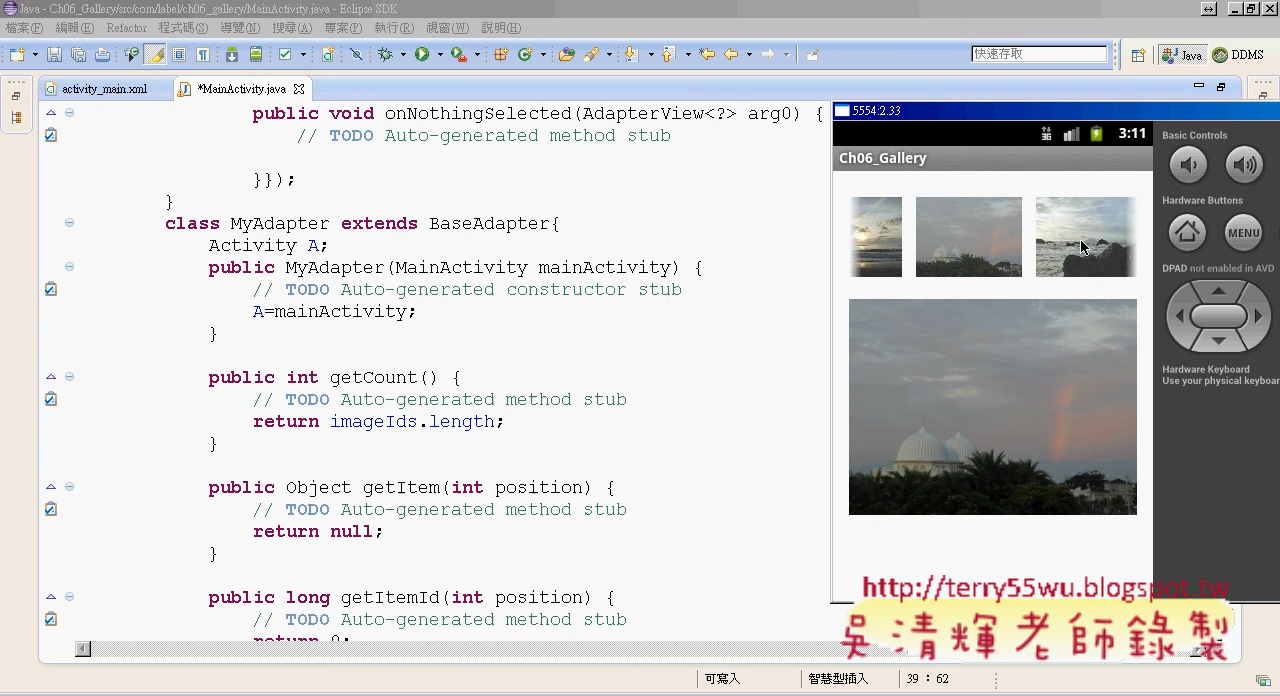 Java - Ch06_Gallery/src/com/label/ch06_gallery/MainActivity.java - Eclipse SDK
檔案(F) 編輯(E) Refactor 程式碼(S) 導覽(N) 搜尋(A) 專案(P) 執行(R) 視窗(W) 說明(H)
快速存取
Java
DDMS
activity_main.xml
*MainActivity.java
public void onNothingSelected(AdapterView<?> arg0) {
// TODO Auto-generated method stub
}});
}
class MyAdapter extends BaseAdapter{
Activity A;
public MyAdapter(MainActivity mainActivity) {
// TODO Auto-generated constructor stub
A=mainActivity;
}
public int getCount() {
// TODO Auto-generated method stub
return imageIds.length;
}
public Object getItem(int position) {
// TODO Auto-generated method stub
return null;
}
public long getItemId(int position) {
// TODO Auto-generated method stub
return 0;
5554:2.33
3G
3:11
Ch06_Gallery
Basic Controls
Hardware Buttons
MENU
DPAD not enabled in AVD
Hardware Keyboard
Use your physical keyboar
http://terry55wu.blogspot.tw
吳清輝老師錄製
可寫入
智慧型插入
39 : 62